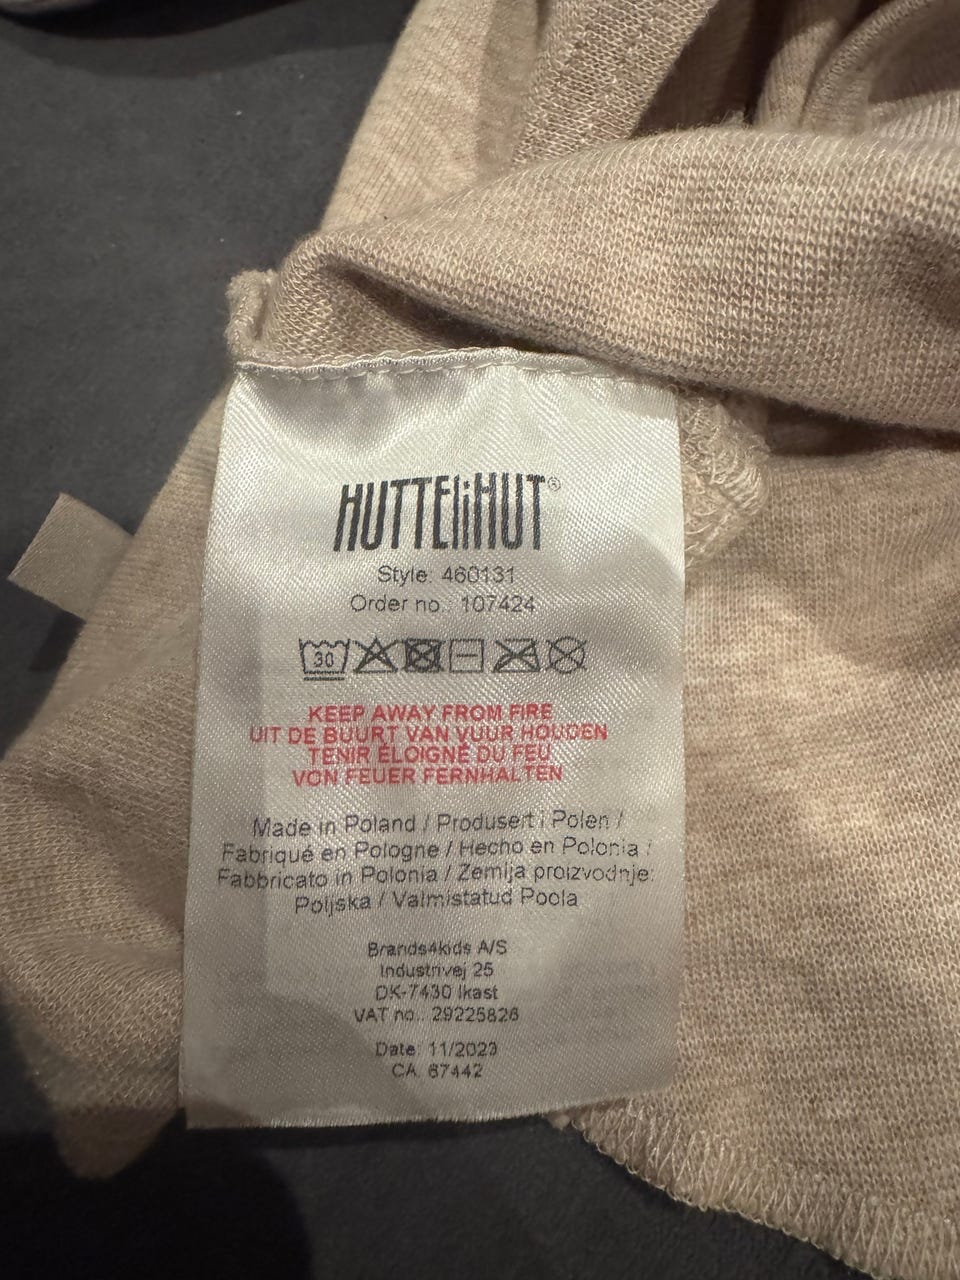 HUTTEliHUT®
Style: 460131
Order no.: 107424
30
KEEP AWAY FROM FIRE
UIT DE BUURT VAN VUUR HOUDEN
TENIR ÉLOIGNÉ DU FEU
VON FEUER FERNHALTEN
Made in Poland / Produsert i Polen /
Fabriqué en Pologne / Hecho en Polonia /
Fabbricato in Polonia / Zemlja proizvodnje:
Poljska / Valmistatud Poola
Brands4kids A/S
Industrivej 25
DK-7430 Ikast
VAT no.: 29225826
Date: 11/2023
CA. 67442